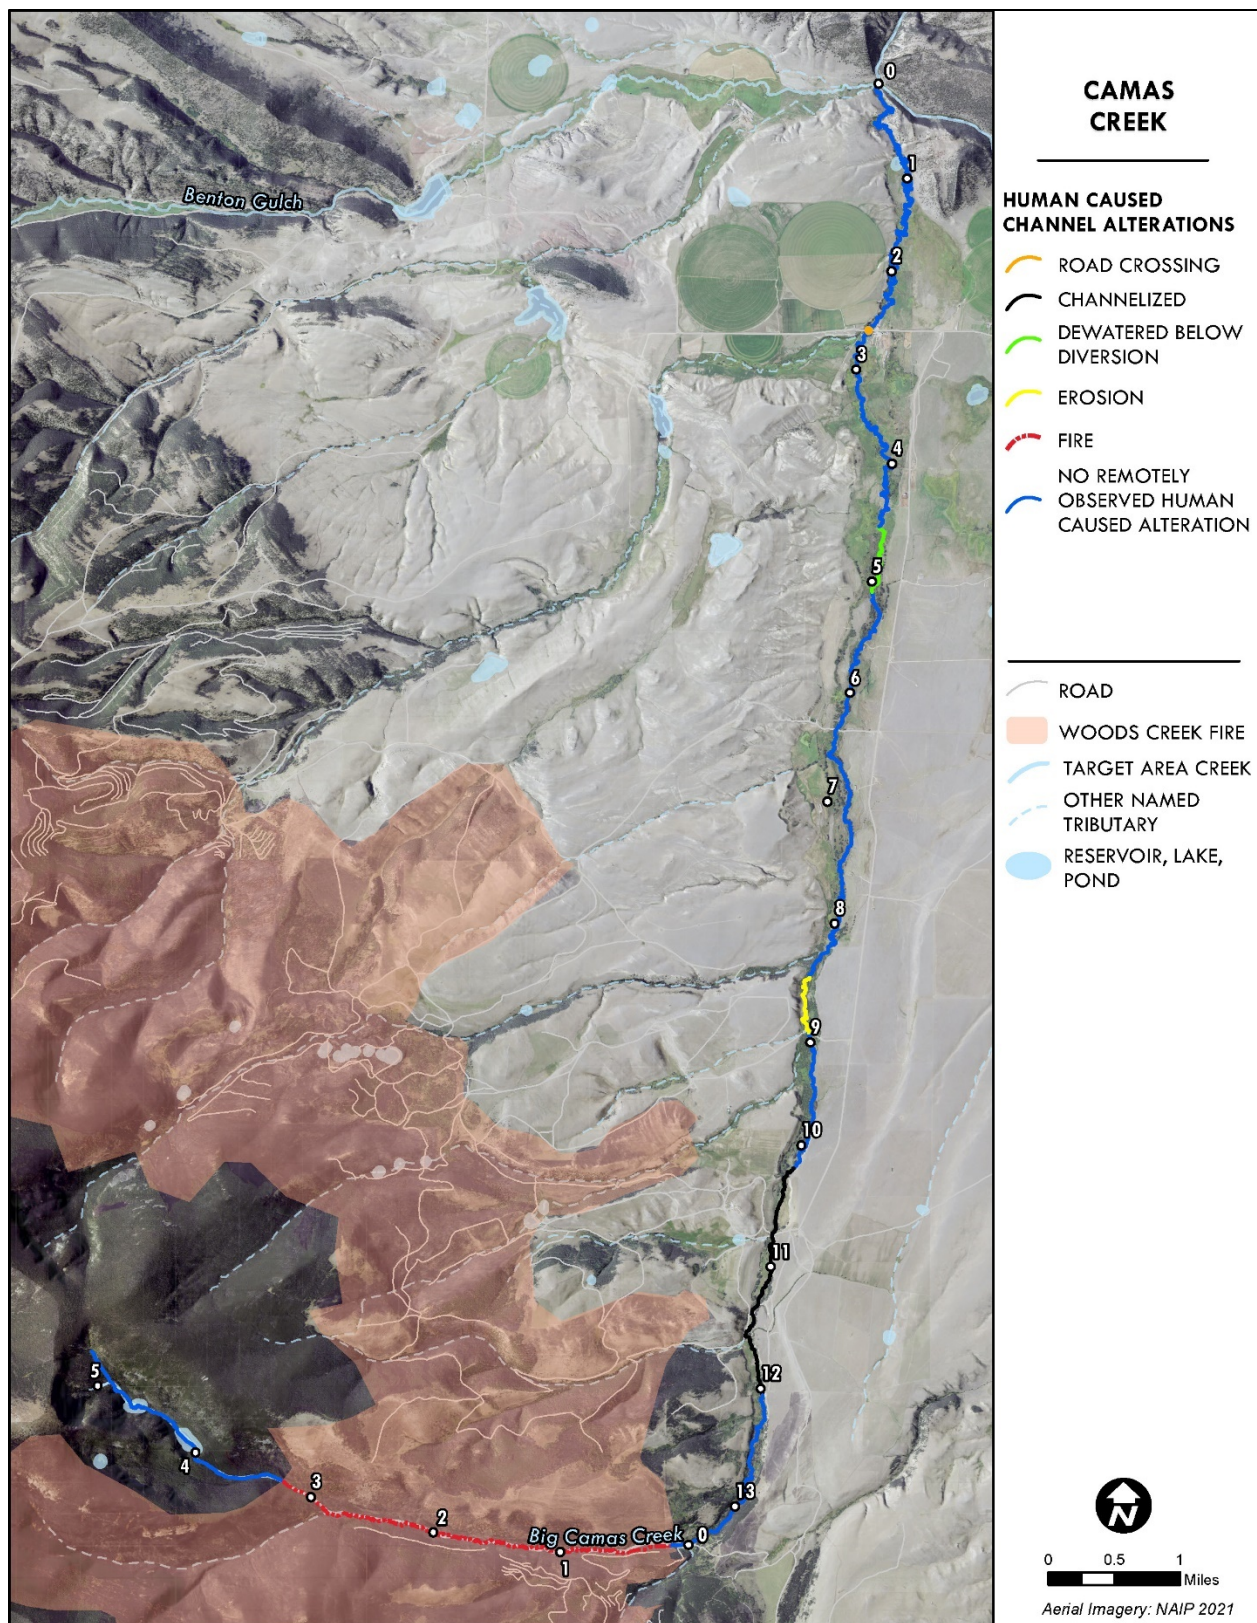 CAMAS
CREEK
HUMAN CAUSED
CHANNEL ALTERATIONS
ROAD CROSSING
CHANNELIZED
DEWATERED BELOW
DIVERSION
EROSION
FIRE
NO REMOTELY
OBSERVED HUMAN
CAUSED ALTERATION
ROAD
WOODS CREEK FIRE
TARGET AREA CREEK
OTHER NAMED
TRIBUTARY
RESERVOIR, LAKE,
POND
N
0 0.5 1
Miles
Aerial Imagery: NAIP 2021
0
1
Benton Gulch
2
3
4
5
6
7
8
9
10
11
12
13
5
4
3
2
1
Big Camas Creek
0